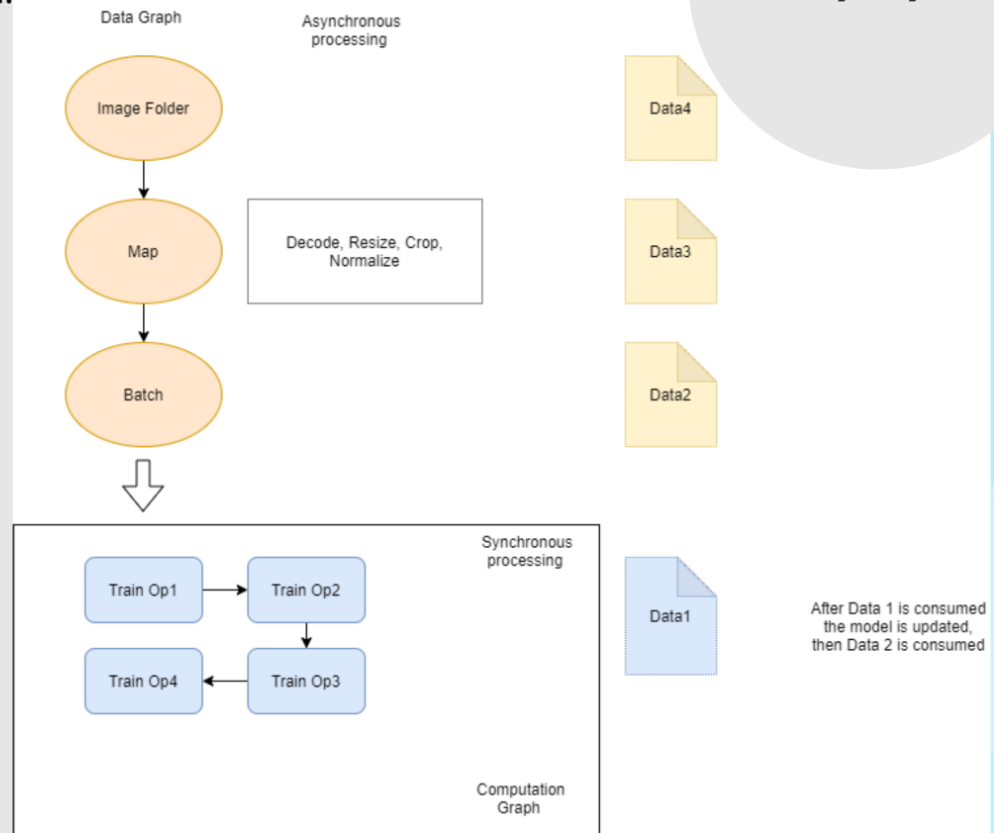 Data Graph
Asynchronous
processing
Image Folder
Data4
Map
Decode, Resize, Crop,
Normalize
Data3
Batch
Data2
Synchronous
processing
Train Op1
Train Op2
Data1
After Data 1 is consumed
the model is updated,
then Data 2 is consumed
Train Op4
Train Op3
Computation
Graph